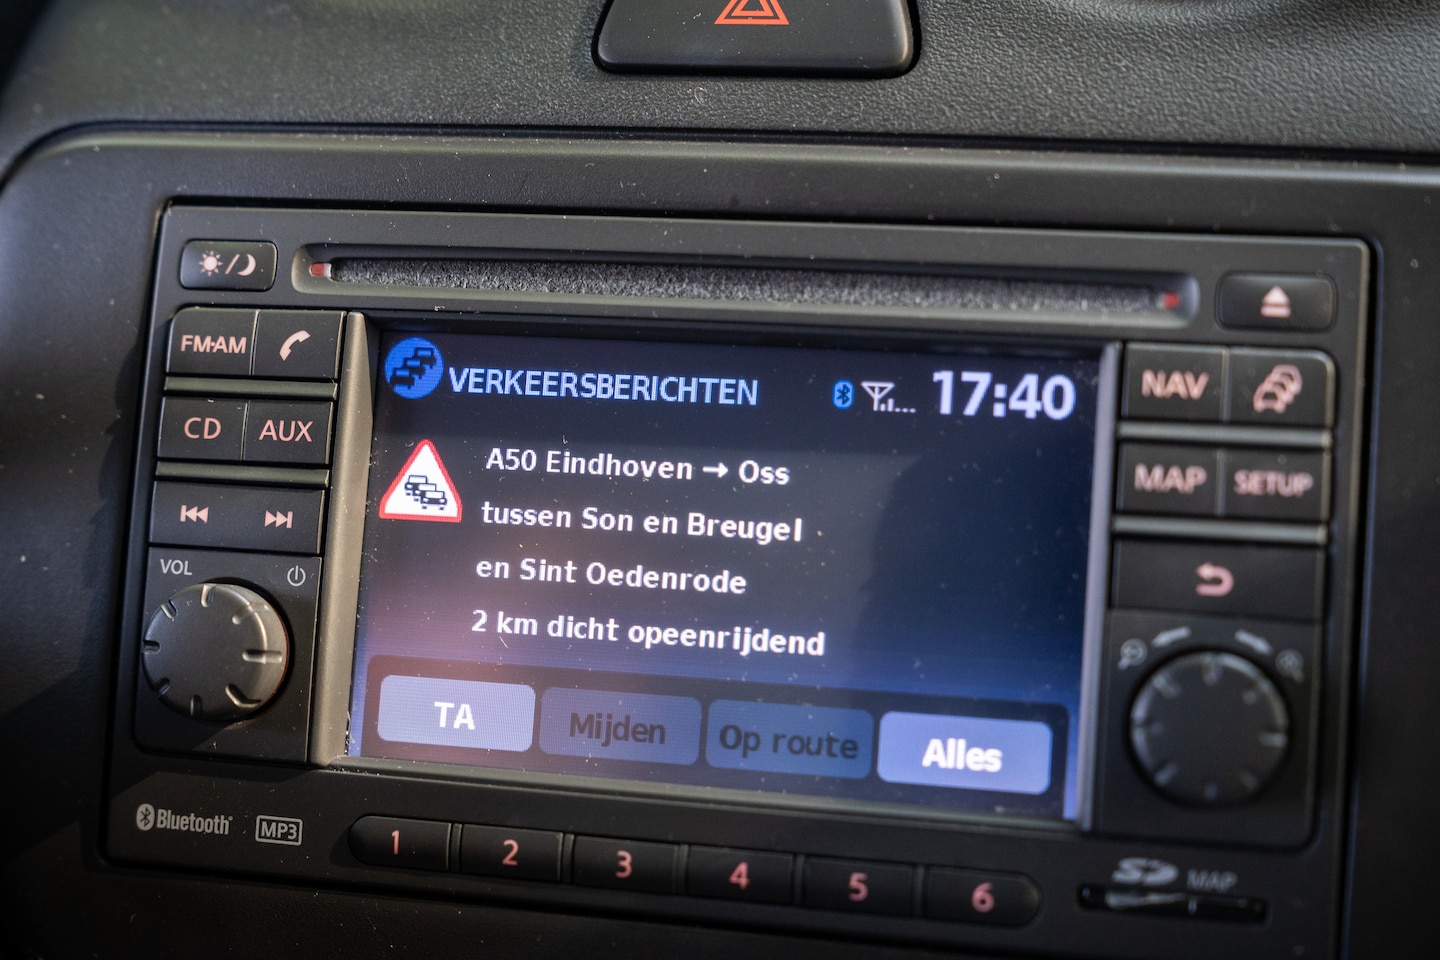 FM·AM
CD AUX
VOL
VERKEERSBERICHTEN 17:40
A50 Eindhoven → Oss
tussen Son en Breugel
en Sint Oedenrode
2 km dicht opeenrijdend
TA Mijden Op route Alles
NAV
MAP SETUP
Bluetooth MP3
1 2 3 4 5 6
SD MAP